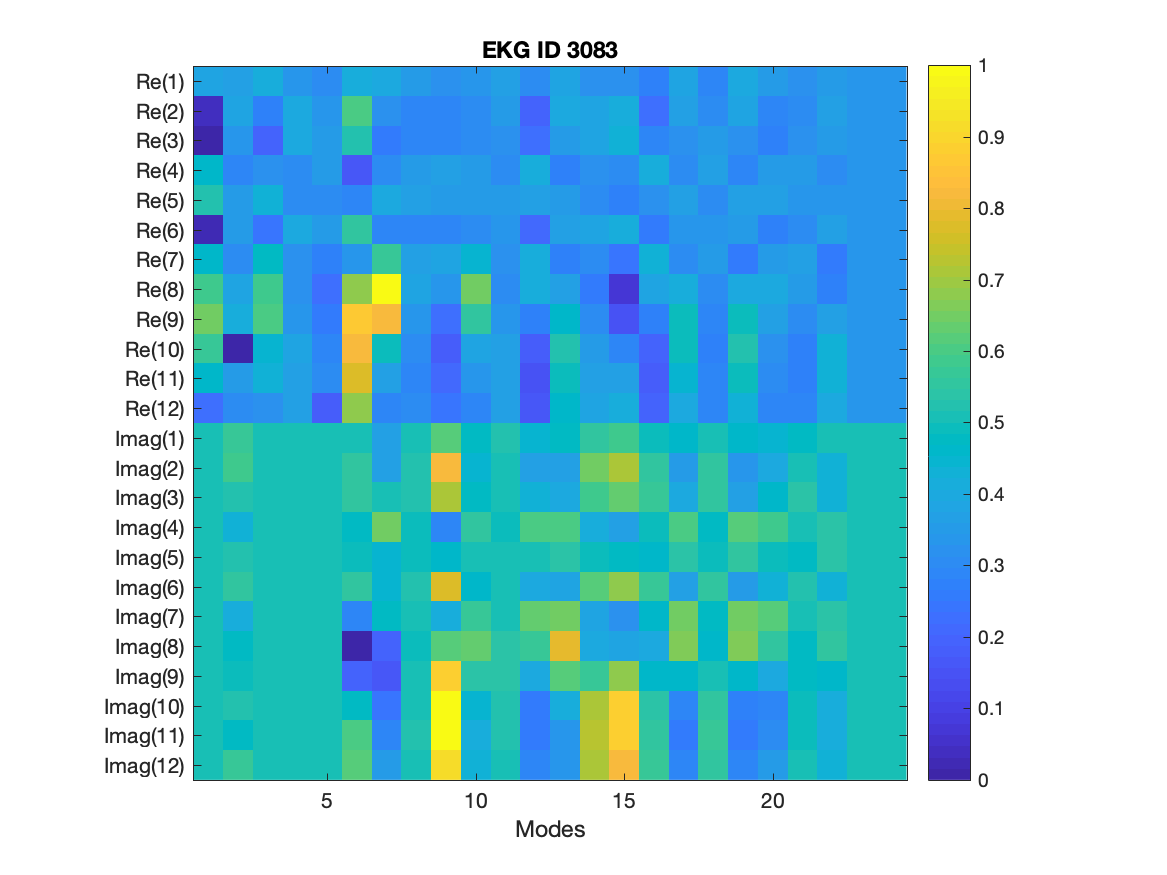 EKG ID 3083
Re(1)
Re(2)
Re(3)
Re(4)
Re(5)
Re(6)
Re(7)
Re(8)
Re(9)
Re(10)
Re(11)
Re(12)
Imag(1)
Imag(2)
Imag(3)
Imag(4)
Imag(5)
Imag(6)
Imag(7)
Imag(8)
Imag(9)
Imag(10)
Imag(11)
Imag(12)
5 10 15 20
Modes
1
0.9
0.8
0.7
0.6
0.5
0.4
0.3
0.2
0.1
0